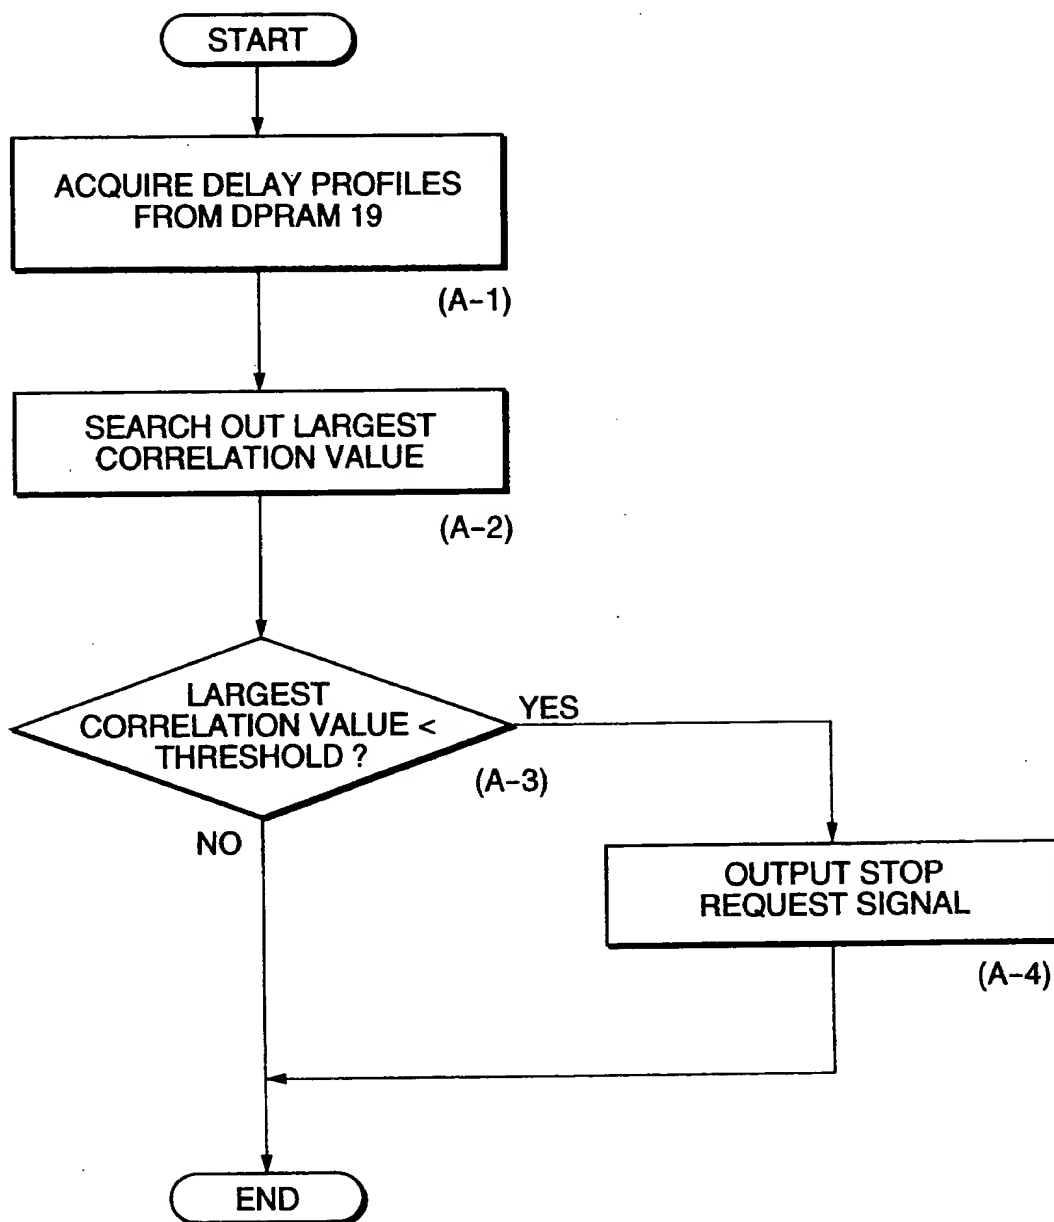 START
ACQUIRE DELAY PROFILES
FROM DPRAM 19
(A-1)
SEARCH OUT LARGEST
CORRELATION VALUE
(A-2)
LARGEST
CORRELATION VALUE <
THRESHOLD ?
YES
(A-3)
NO
OUTPUT STOP
REQUEST SIGNAL
(A-4)
END